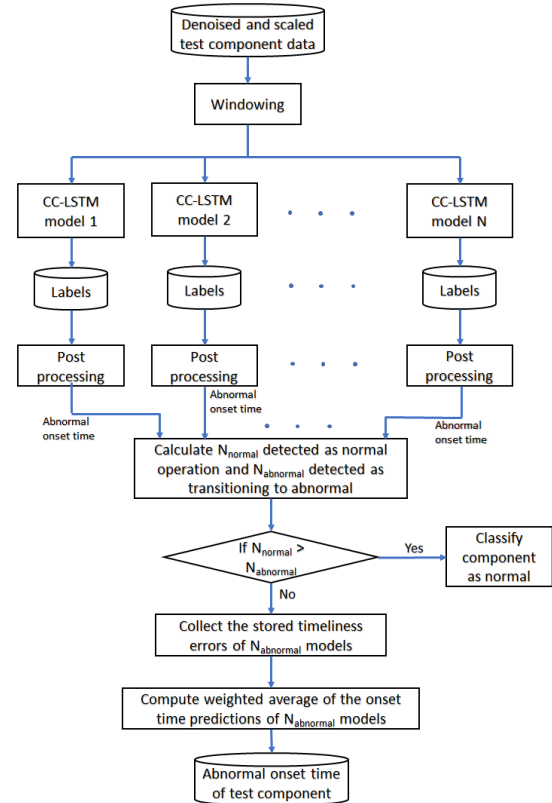 Denoised and scaled
test component data
Windowing
CC-LSTM
model 1
CC-LSTM
model 2
CC-LSTM
model N
Labels
Labels
Labels
Post
processing
Post
processing
Post
processing
Abnormal
onset time
Abnormal
onset time
Abnormal
onset time
Calculate Nnormal detected as normal
operation and Nabnormal detected as
transitioning to abnormal
If Nnormal >
Nabnormal
Yes
Classify
component
as normal
No
Collect the stored timeliness
errors of Nabnormal models
Compute weighted average of the onset
time predictions of Nabnormal models
Abnormal onset time
of test component